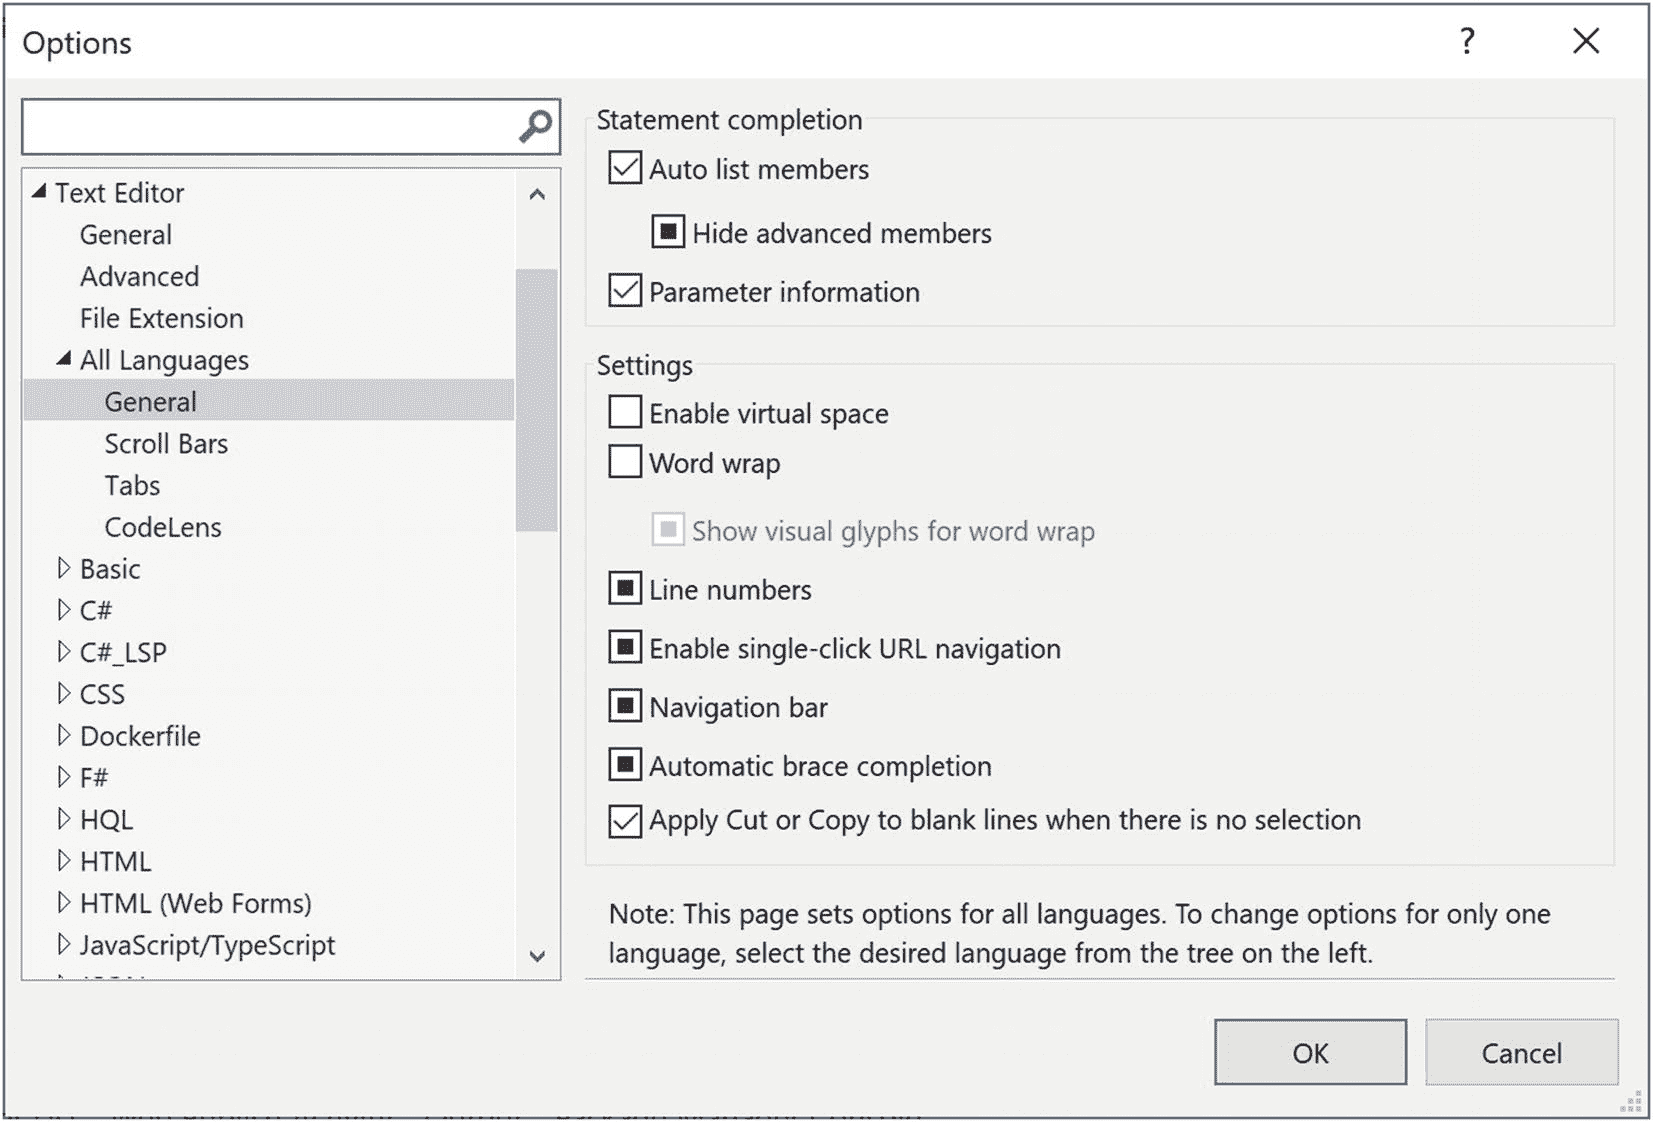 Options
?
Text Editor
General
Advanced
File Extension
All Languages
General
Scroll Bars
Tabs
CodeLens
Basic
C#
C#_LSP
CSS
Dockerfile
F#
HQL
HTML
HTML (Web Forms)
JavaScript/TypeScript
Statement completion
Auto list members
Hide advanced members
Parameter information
Settings
Enable virtual space
Word wrap
Show visual glyphs for word wrap
Line numbers
Enable single-click URL navigation
Navigation bar
Automatic brace completion
Apply Cut or Copy to blank lines when there is no selection
Note: This page sets options for all languages. To change options for only one
language, select the desired language from the tree on the left.
OK
Cancel